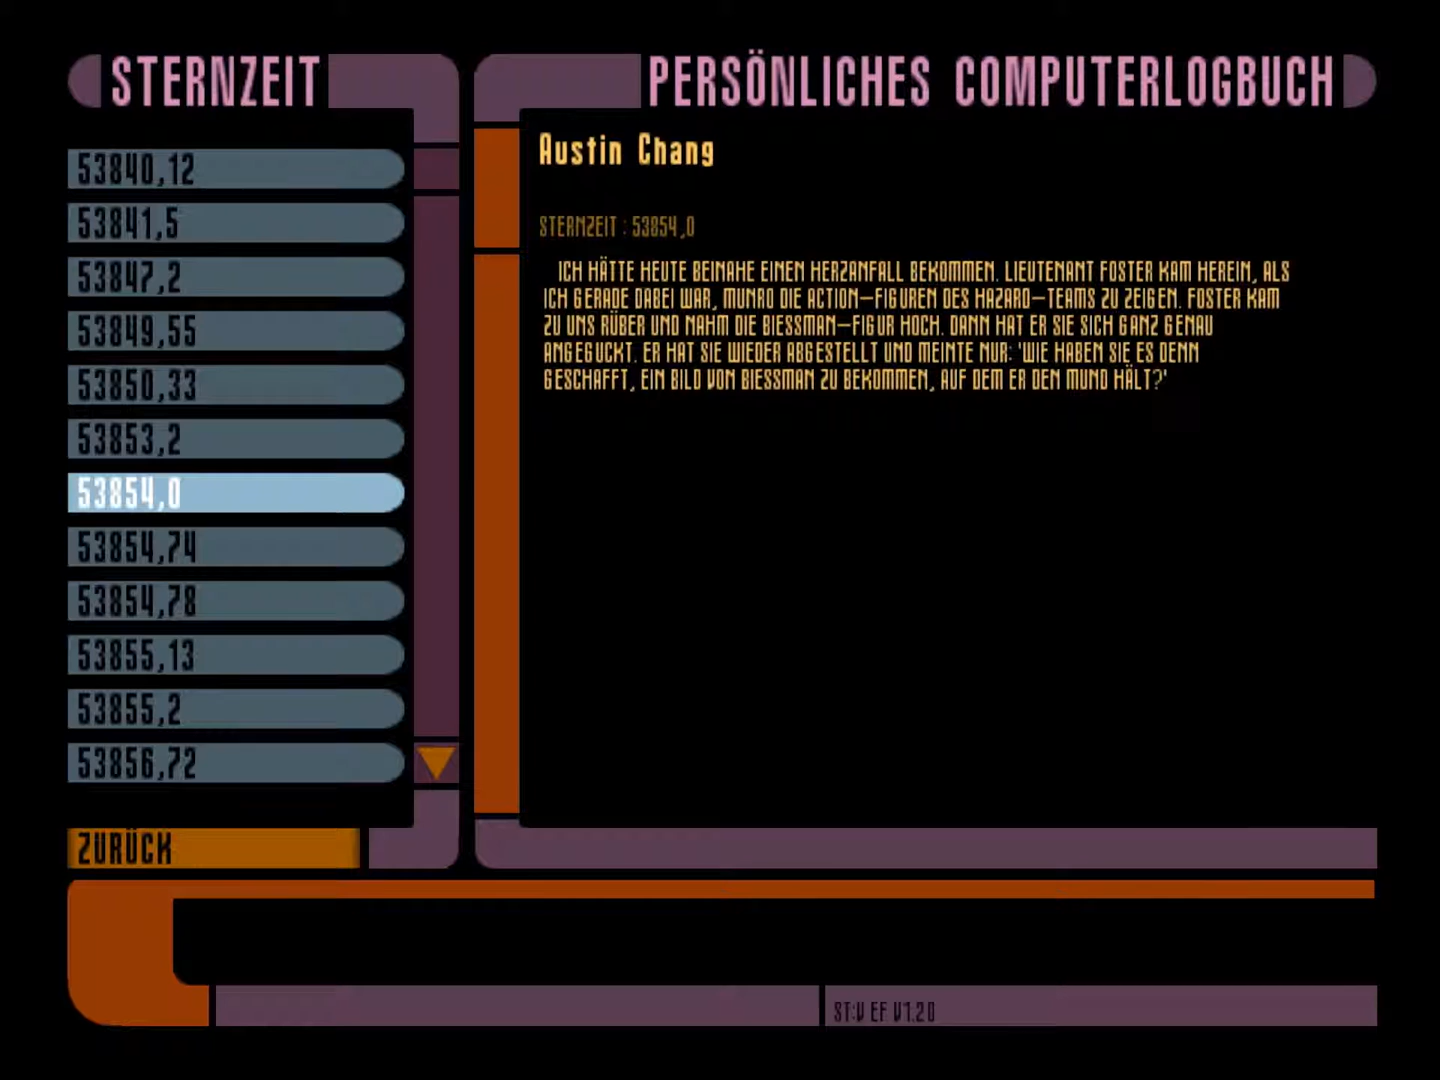 STERNZEIT
PERSÖNLICHES COMPUTERLOGBUCH
53840,12
53841,5
53847,2
53849,55
53850,33
53853,2
53854,0
53854,74
53854,78
53855,13
53855,2
53856,72
ZURÜCK
Austin Chang
STERNZEIT : 53854,0
ICH HÄTTE HEUTE BEINAHE EINEN HERZANFALL BEKOMMEN. LIEUTENANT FOSTER KAM HEREIN, ALS
ICH GERADE DABEI WAR, MUNRO DIE ACTION-FIGUREN DES HAZARD-TEAMS ZU ZEIGEN. FOSTER KAM
ZU UNS RÜBER UND NAHM DIE BIESSMAN-FIGUR HOCH. DANN HAT ER SIE SICH GANZ GENAU
ANGEGUCKT. ER HAT SIE WIEDER ABGESTELLT UND MEINTE NUR: 'WIE HABEN SIE ES DENN
GESCHAFFT, EIN BILD VON BIESSMAN ZU BEKOMMEN, AUF DEM ER DEN MUND HÄLT?'
ST:V EF V1.20